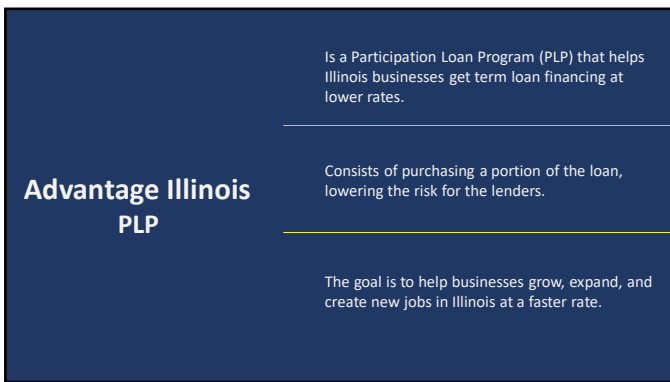 Advantage Illinois
PLP
Is a Participation Loan Program (PLP) that helps
Illinois businesses get term loan financing at
lower rates.
Consists of purchasing a portion of the loan,
lowering the risk for the lenders.
The goal is to help businesses grow, expand, and
create new jobs in Illinois at a faster rate.